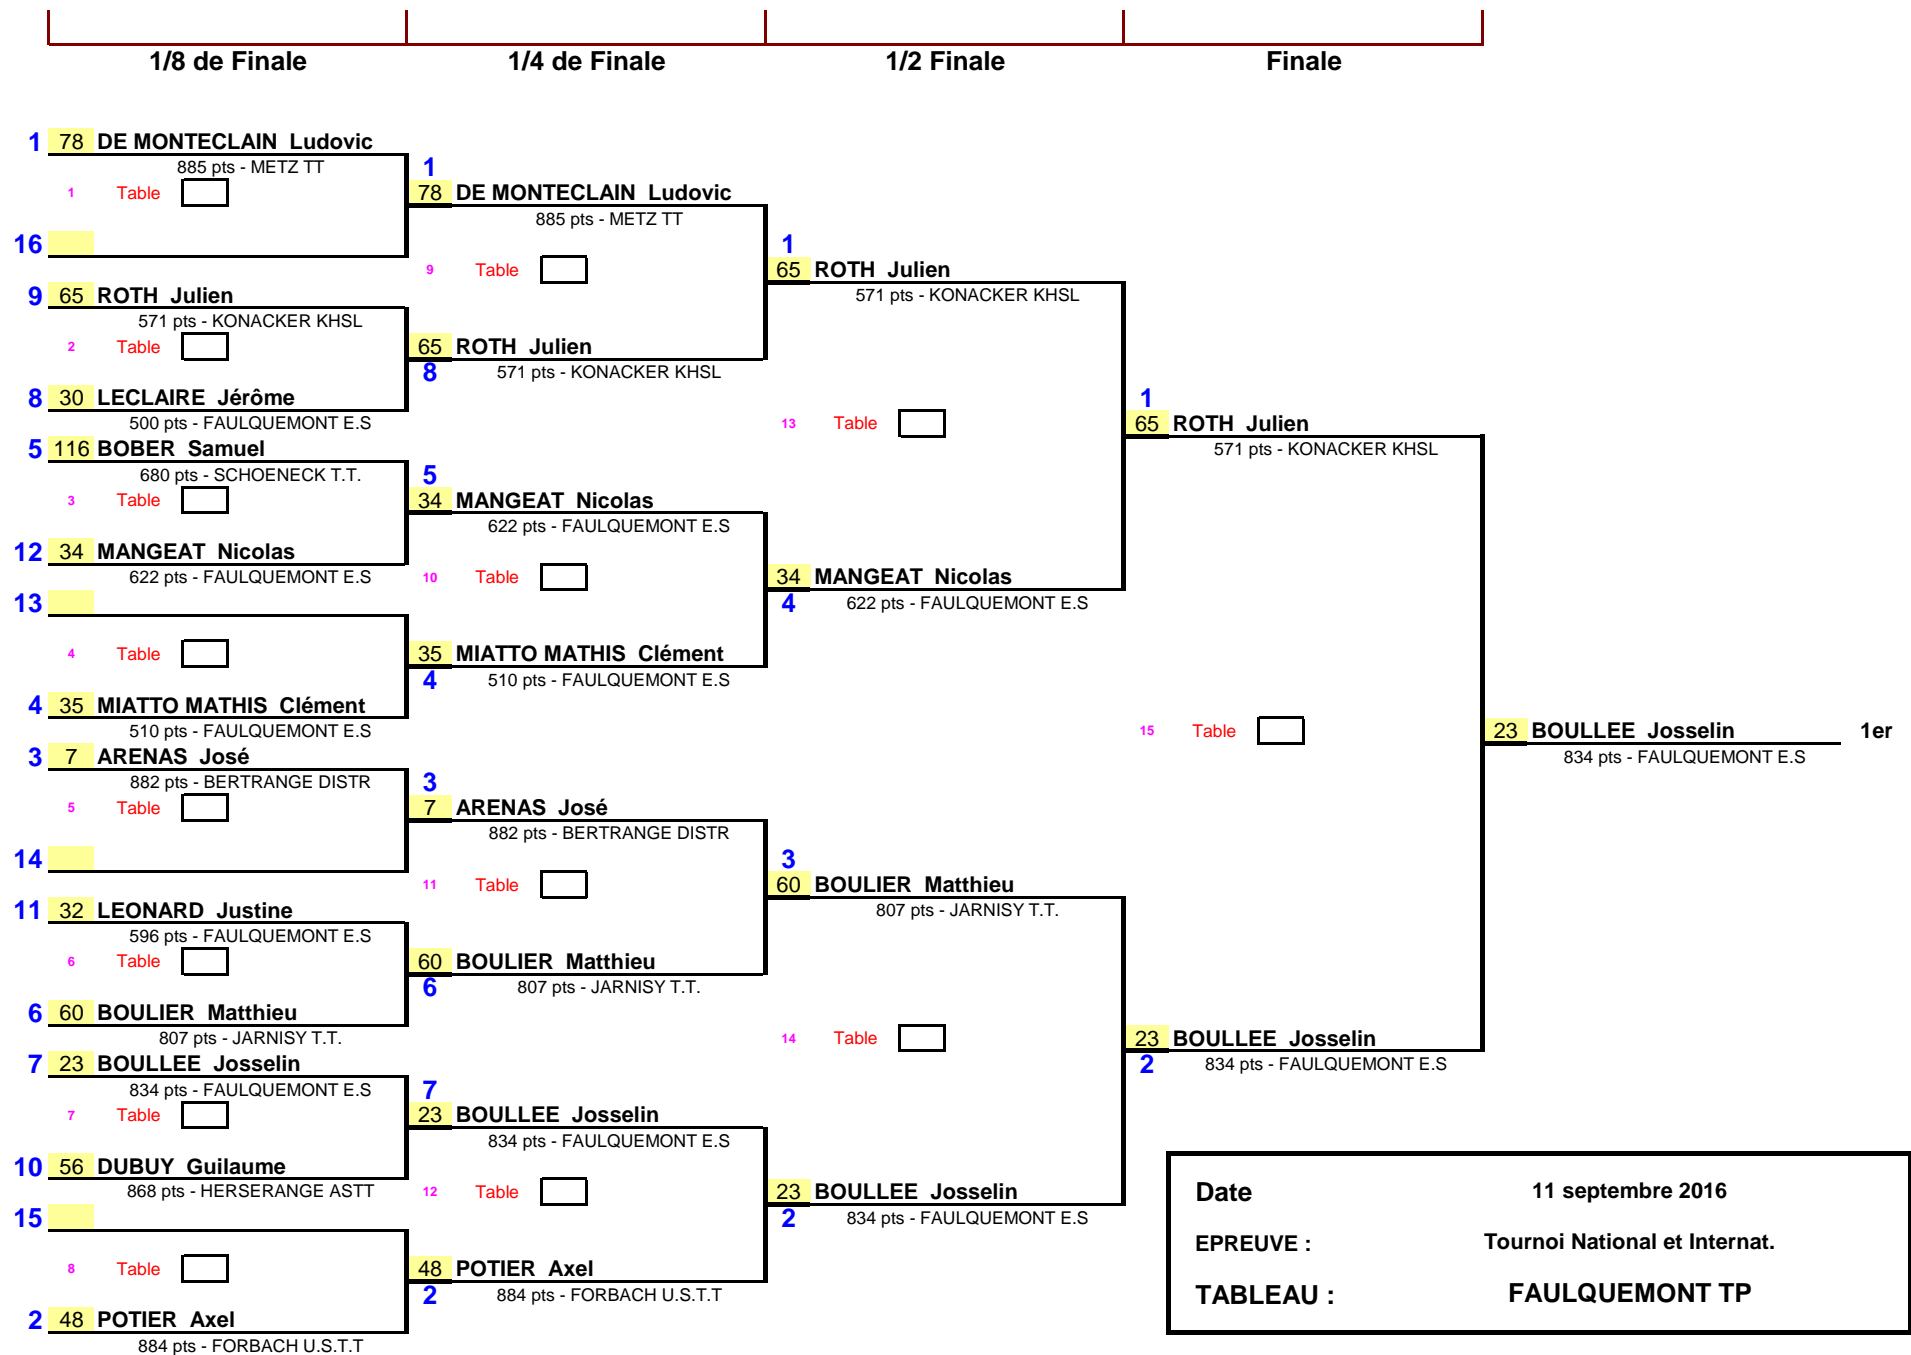 1/8 de Finale
1/4 de Finale
1/2 Finale
Finale
1 78 DE MONTECLAIN Ludovic
885 pts - METZ TT
1 Table
16
9 65 ROTH Julien
571 pts - KONACKER KHSL
2 Table
8 30 LECLAIRE Jérôme
500 pts - FAULQUEMONT E.S
5 116 BOBER Samuel
680 pts - SCHOENECK T.T.
3 Table
12 34 MANGEAT Nicolas
622 pts - FAULQUEMONT E.S
13
4 Table
4 35 MIATTO MATHIS Clément
510 pts - FAULQUEMONT E.S
3 7 ARENAS José
882 pts - BERTRANGE DISTR
5 Table
14
11 32 LEONARD Justine
596 pts - FAULQUEMONT E.S
6 Table
6 60 BOULIER Matthieu
807 pts - JARNISY T.T.
7 23 BOULLEE Josselin
834 pts - FAULQUEMONT E.S
7 Table
10 56 DUBUY Guilaume
868 pts - HERSERANGE ASTT
15
8 Table
2 48 POTIER Axel
884 pts - FORBACH U.S.T.T
1
78 DE MONTECLAIN Ludovic
885 pts - METZ TT
9 Table
65 ROTH Julien
8
571 pts - KONACKER KHSL
5
34 MANGEAT Nicolas
622 pts - FAULQUEMONT E.S
10 Table
35 MIATTO MATHIS Clément
4
510 pts - FAULQUEMONT E.S
3
7 ARENAS José
882 pts - BERTRANGE DISTR
11 Table
60 BOULIER Matthieu
6
807 pts - JARNISY T.T.
7
23 BOULLEE Josselin
834 pts - FAULQUEMONT E.S
12 Table
48 POTIER Axel
2
884 pts - FORBACH U.S.T.T
1
65 ROTH Julien
571 pts - KONACKER KHSL
13 Table
34 MANGEAT Nicolas
4
622 pts - FAULQUEMONT E.S
3
60 BOULIER Matthieu
807 pts - JARNISY T.T.
14 Table
23 BOULLEE Josselin
2
834 pts - FAULQUEMONT E.S
1
65 ROTH Julien
571 pts - KONACKER KHSL
15 Table
23 BOULLEE Josselin
2
834 pts - FAULQUEMONT E.S
23 BOULLEE Josselin 1er
834 pts - FAULQUEMONT E.S
Date 11 septembre 2016
EPREUVE : Tournoi National et Internat.
TABLEAU : FAULQUEMONT TP